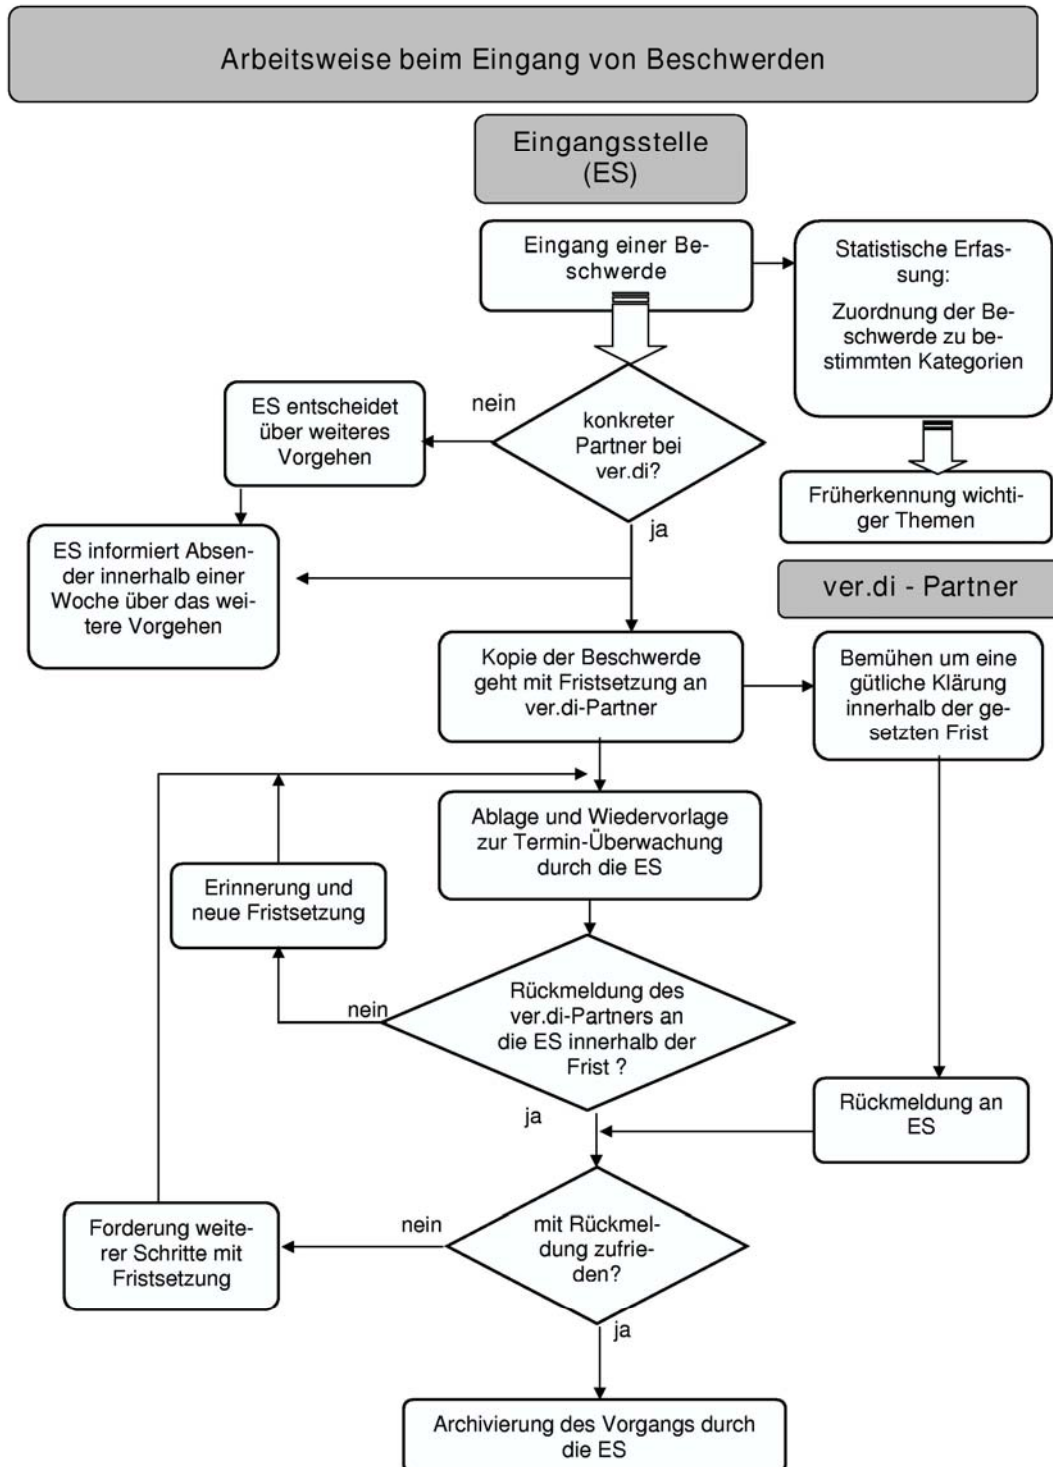 Arbeitsweise beim Eingang von Beschwerden
Eingangsstelle
(ES)
Eingang einer Be-
schwerde
Statistische Erfas-
sung:
Zuordnung der Be-
schwerde zu be-
stimmten Kategorien
nein
ES entscheidet
über weiteres
Vorgehen
konkreter
Partner bei
ver.di?
Früherkennung wichti-
ger Themen
ja
ES informiert Absen-
der innerhalb einer
Woche über das wei-
tere Vorgehen
ver.di - Partner
Kopie der Beschwerde
geht mit Fristsetzung an
ver.di-Partner
Bemühen um eine
gütliche Klärung
innerhalb der ge-
setzten Frist
Ablage und Wiedervorlage
zur Termin-Überwachung
durch die ES
Erinnerung und
neue Fristsetzung
nein
Rückmeldung des
ver.di-Partners an
die ES innerhalb der
Frist ?
ja
Rückmeldung an
ES
Forderung weite-
rer Schritte mit
Fristsetzung
nein
mit Rückmel-
dung zufrie-
den?
ja
Archivierung des Vorgangs durch
die ES